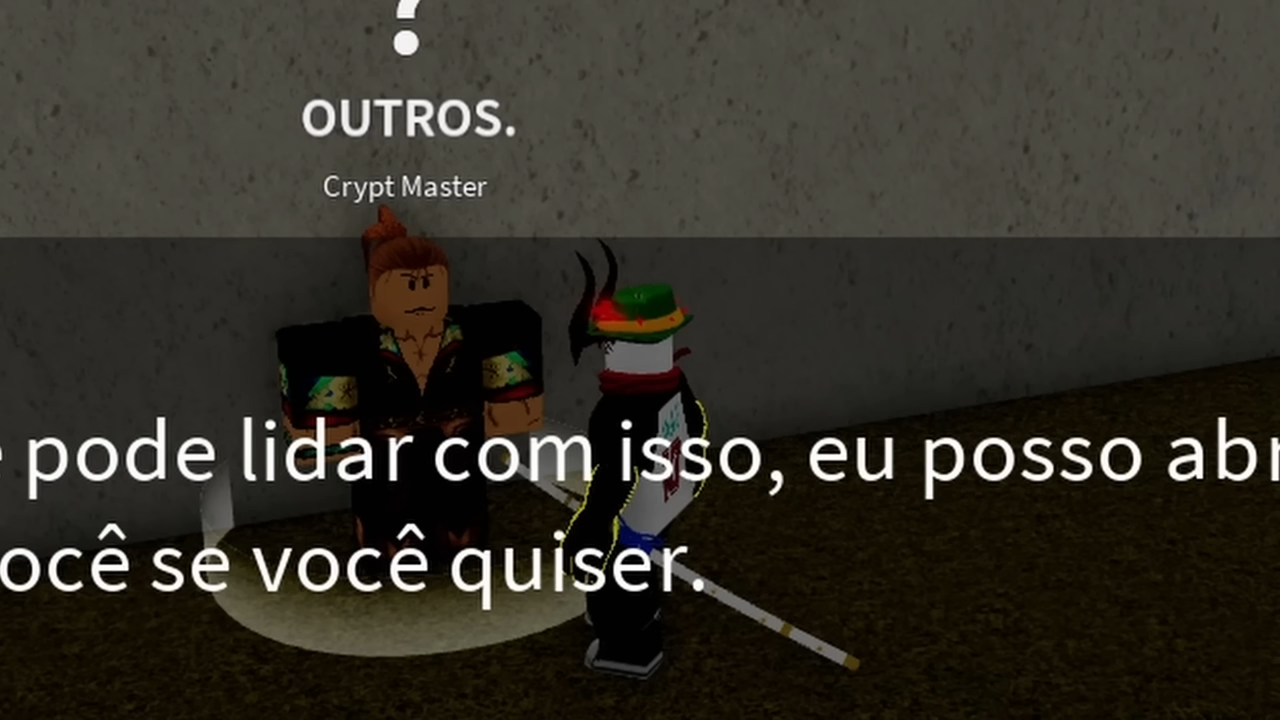 ?
OUTROS.
Crypt Master
pode lidar com isso, eu posso
se você quiser.